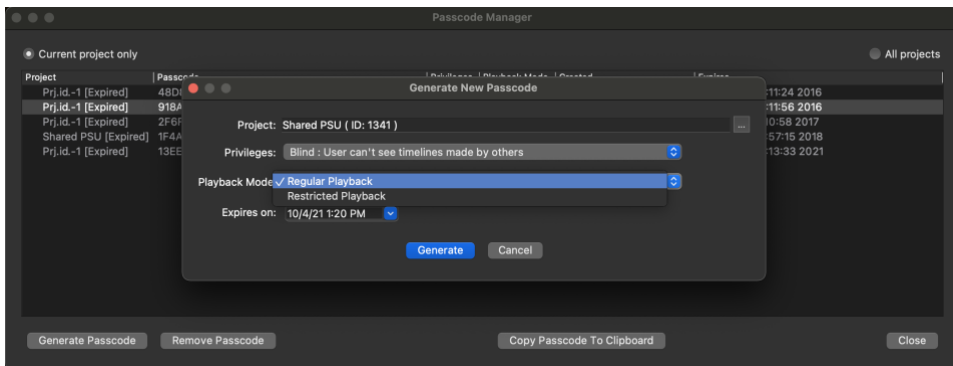 Passcode Manager
Current project only
All projects
Project
Prj.id.-1 [Expired]
:11:24 2016
Prj.id.-1 [Expired] 918A
:11:56 2016
Prj.id.-1 [Expired] 2F6F
0:58 2017
Shared PSU [Expired] 1F4A
:57:15 2018
Prj.id.-1 [Expired] 13EE
:13:33 2021
Generate New Passcode
Project: Shared PSU ( ID: 1341 ) ...
Privileges: Blind : User can't see timelines made by others
Playback Mode ✓ Regular Playback
Restricted Playback
Expires on: 10/4/21 1:20 PM
Generate Cancel
Generate Passcode Remove Passcode Copy Passcode To Clipboard Close